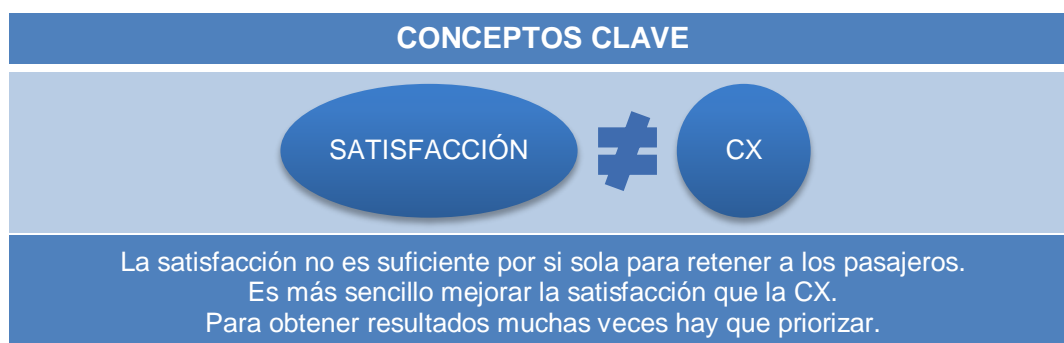 CONCEPTOS CLAVE
SATISFACCIÓN ≠ CX
La satisfacción no es suficiente por si sola para retener a los pasajeros.
Es más sencillo mejorar la satisfacción que la CX.
Para obtener resultados muchas veces hay que priorizar.